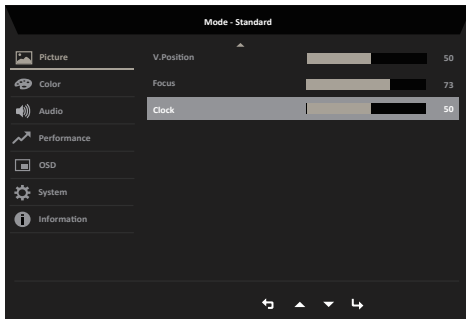 Mode - Standard
Picture
Color
Audio
Performance
OSD
System
Information
V.Position 50
Focus 73
Clock 50